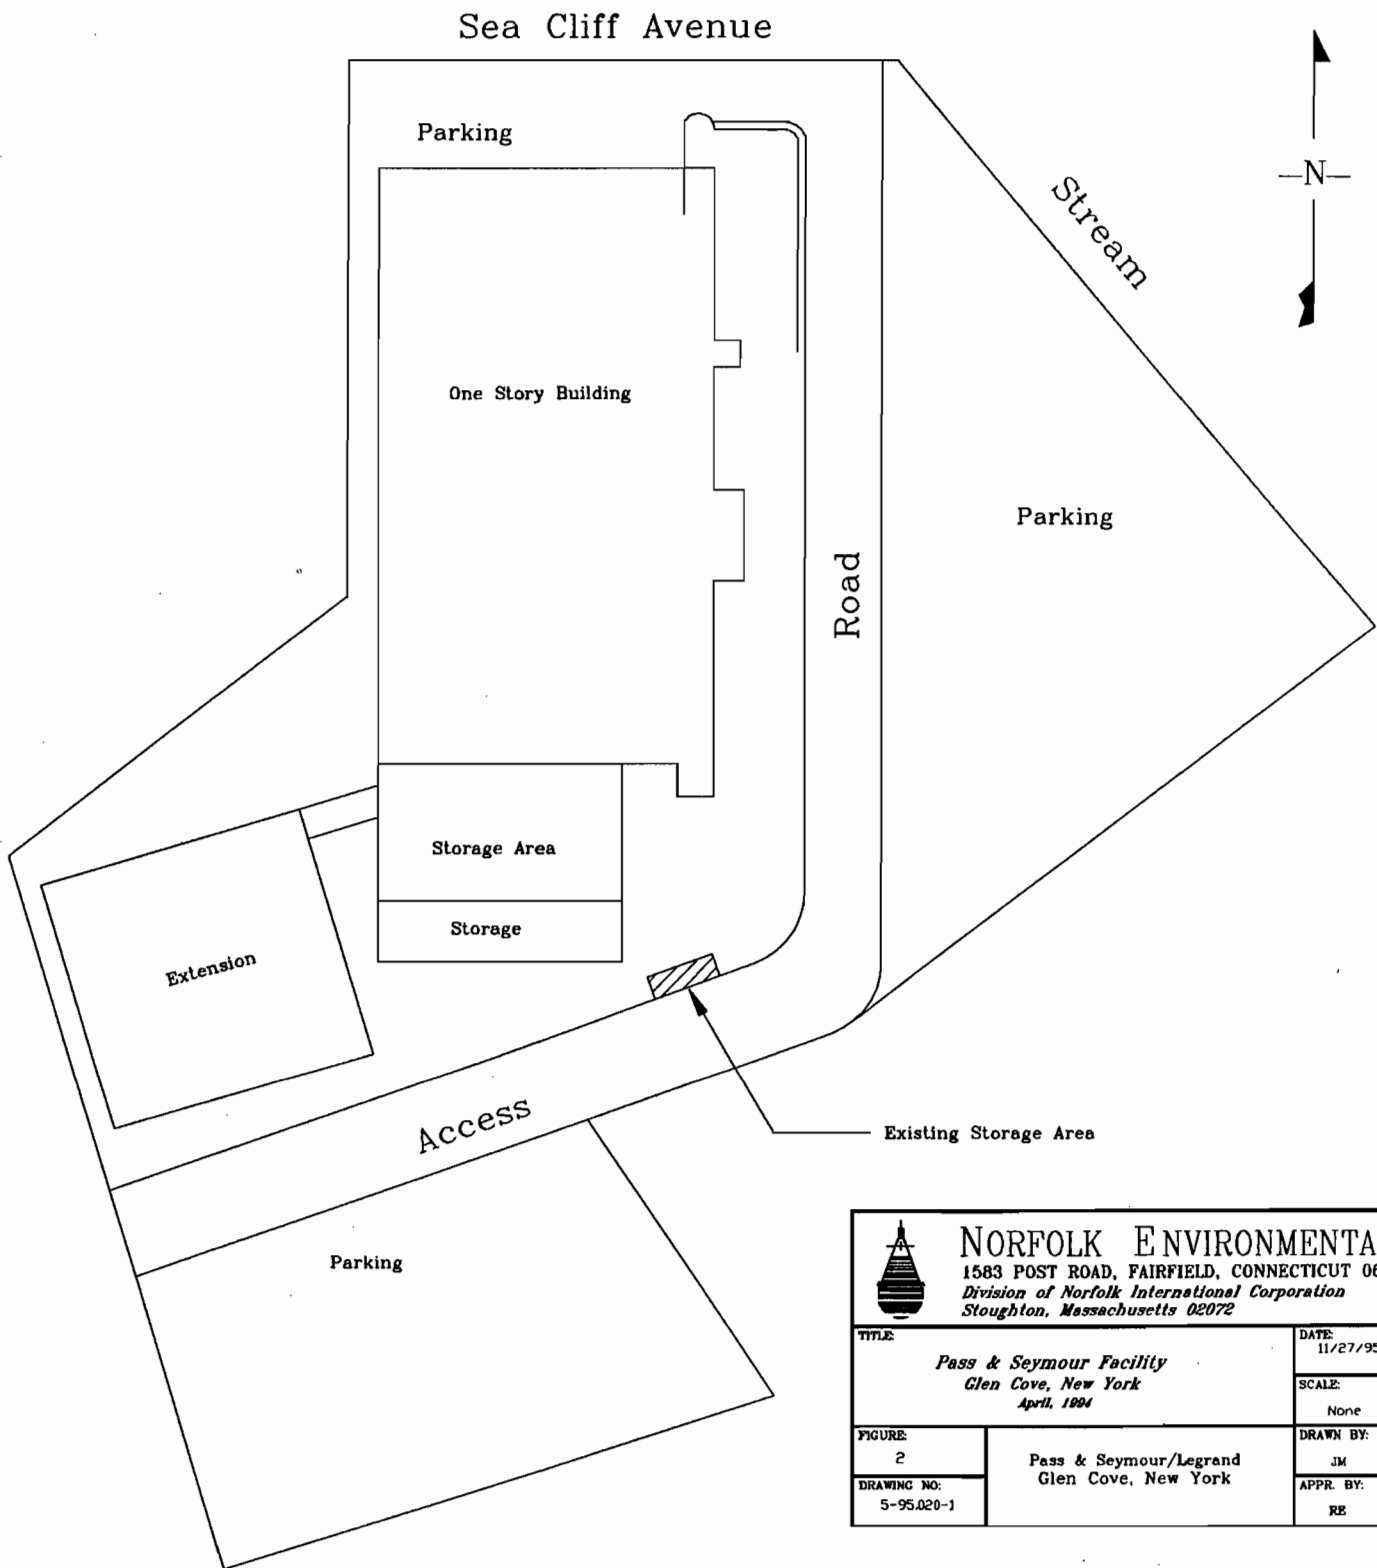 Sea Cliff Avenue
Parking
—N—
Stream
One Story Building
Parking
Road
Storage Area
Storage
Extension
Access
Existing Storage Area
Parking
NORFOLK ENVIRONMENTA
1583 POST ROAD, FAIRFIELD, CONNECTICUT 06
Division of Norfolk International Corporation
Stoughton, Massachusetts 02072
TITLE:
Pass & Seymour Facility
Glen Cove, New York
April, 1994
DATE:
11/27/95
SCALE:
None
FIGURE:
2
DRAWING NO:
5-95.020-1
Pass & Seymour/Legrand
Glen Cove, New York
DRAWN BY:
JM
APPR. BY:
RE